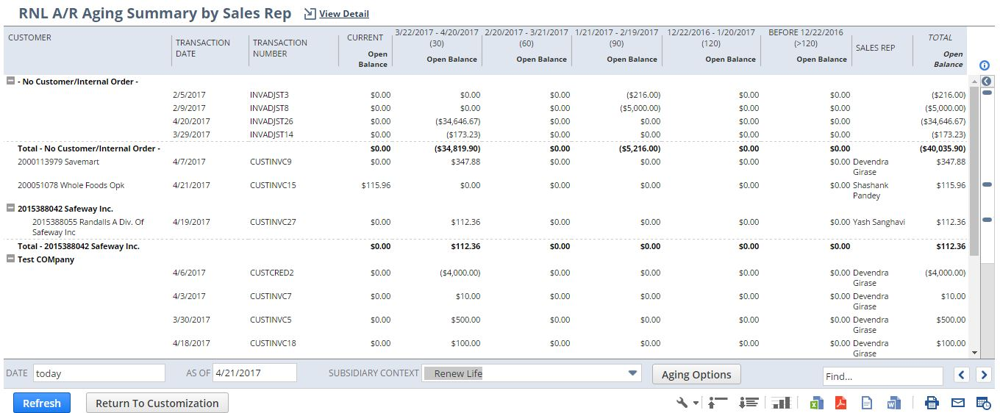 RNL A/R Aging Summary by Sales Rep View Detail
CUSTOMER TRANSACTION DATE TRANSACTION NUMBER CURRENT Open Balance 3/22/2017 - 4/20/2017 (30) Open Balance 2/20/2017 - 3/21/2017 (60) Open Balance 1/21/2017 - 2/19/2017 (90) Open Balance 12/22/2016 - 1/20/2017 (120) Open Balance BEFORE 12/22/2016 (>120) Open Balance SALES REP TOTAL Open Balance
- No Customer/Internal Order -
2/5/2017 INVADJST3 $0.00 $0.00 $0.00 ($216.00) $0.00 $0.00 ($216.00)
2/9/2017 INVADJST8 $0.00 $0.00 $0.00 ($5,000.00) $0.00 $0.00 ($5,000.00)
4/20/2017 INVADJST26 $0.00 ($34,646.67) $0.00 $0.00 $0.00 $0.00 ($34,646.67)
3/29/2017 INVADJST14 $0.00 ($173.23) $0.00 $0.00 $0.00 $0.00 ($173.23)
Total - No Customer/Internal Order - $0.00 ($34,819.90) $0.00 ($5,216.00) $0.00 $0.00 ($40,035.90)
2000113979 Savemart 4/7/2017 CUSTINVC9 $0.00 $347.88 $0.00 $0.00 $0.00 $0.00 Devendra $347.88
Girase
200051078 Whole Foods Opk 4/21/2017 CUSTINVC15 $115.96 $0.00 $0.00 $0.00 $0.00 $0.00 Shashank $115.96
Pandey
2015388042 Safeway Inc.
2015388055 Randalls A Div. Of 4/19/2017 CUSTINVC27 $0.00 $112.36 $0.00 $0.00 $0.00 $0.00 Yash Sanghavi $112.36
Safeway Inc
Total - 2015388042 Safeway Inc. $0.00 $112.36 $0.00 $0.00 $0.00 $0.00 $112.36
Test COMpany
4/6/2017 CUSTCRED2 $0.00 ($4,000.00) $0.00 $0.00 $0.00 $0.00 Devendra ($4,000.00)
Girase
4/3/2017 CUSTINVC7 $0.00 $10.00 $0.00 $0.00 $0.00 $0.00 Devendra $10.00
Girase
3/30/2017 CUSTINVC5 $0.00 $500.00 $0.00 $0.00 $0.00 $0.00 Devendra $500.00
Girase
4/18/2017 CUSTINVC18 $0.00 $100.00 $0.00 $0.00 $0.00 $0.00 Devendra $100.00
Girase
DATE today AS OF 4/21/2017 SUBSIDIARY CONTEXT Renew Life Aging Options Find...
Refresh Return To Customization